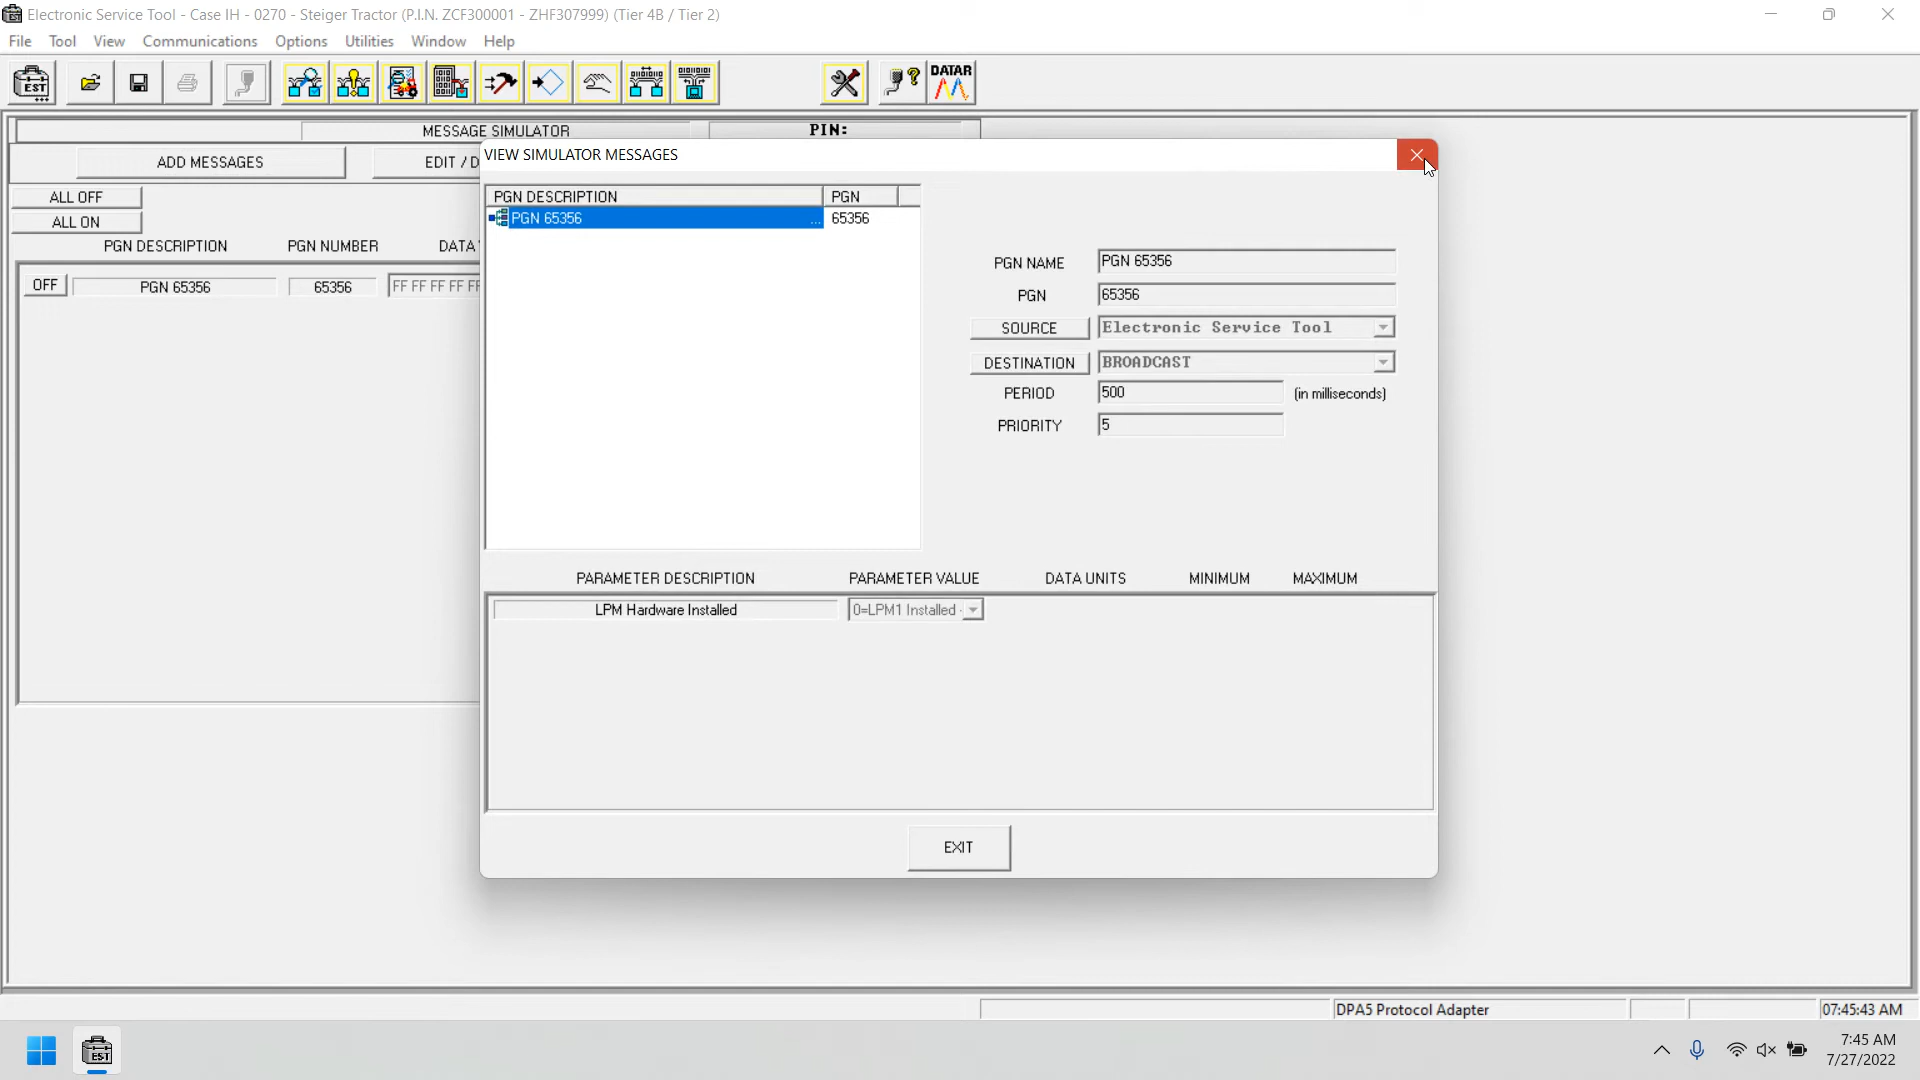 Electronic Service Tool - Case IH - 0270 - Steiger Tractor (P.I.N. ZCF300001 - ZHF307999) (Tier 4B / Tier 2)
File Tool View Communications Options Utilities Window Help
EST
DATAR
MESSAGE SIMULATOR PIN:
ADD MESSAGES EDIT / D
VIEW SIMULATOR MESSAGES
ALL OFF
ALL ON
PGN DESCRIPTION PGN NUMBER DATA
OFF PGN 65356 65356 FF FF FF FF FF
PGN DESCRIPTION PGN
PGN 65356 ... 65356
PGN NAME PGN 65356
PGN 65356
SOURCE Electronic Service Tool
DESTINATION BROADCAST
PERIOD 500 (in milliseconds)
PRIORITY 5
PARAMETER DESCRIPTION PARAMETER VALUE DATA UNITS MINIMUM MAXIMUM
LPM Hardware Installed 0=LPM1 Installed -
EXIT
DPA5 Protocol Adapter 07:45:43 AM
EST
7:45 AM
7/27/2022